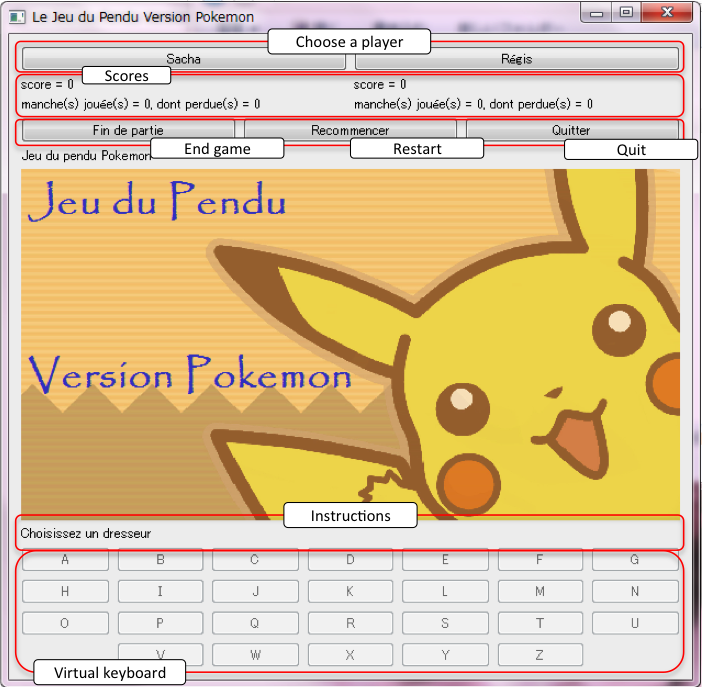 Le Jeu du Pendu Version Pokemon
Choose a player
Sacha Régis
Scores
score = 0 score = 0
manche(s) jouée(s) = 0, dont perdue(s) = 0 manche(s) jouée(s) = 0, dont perdue(s) = 0
Fin de partie Recommencer Quitter
End game Restart Quit
Jeu du pendu Pokemon
Jeu du Pendu
Version Pokemon
Instructions
Choisissez un dresseur
A B C D E F G
H I J K L M N
O P Q R S T U
V W X Y Z
Virtual keyboard